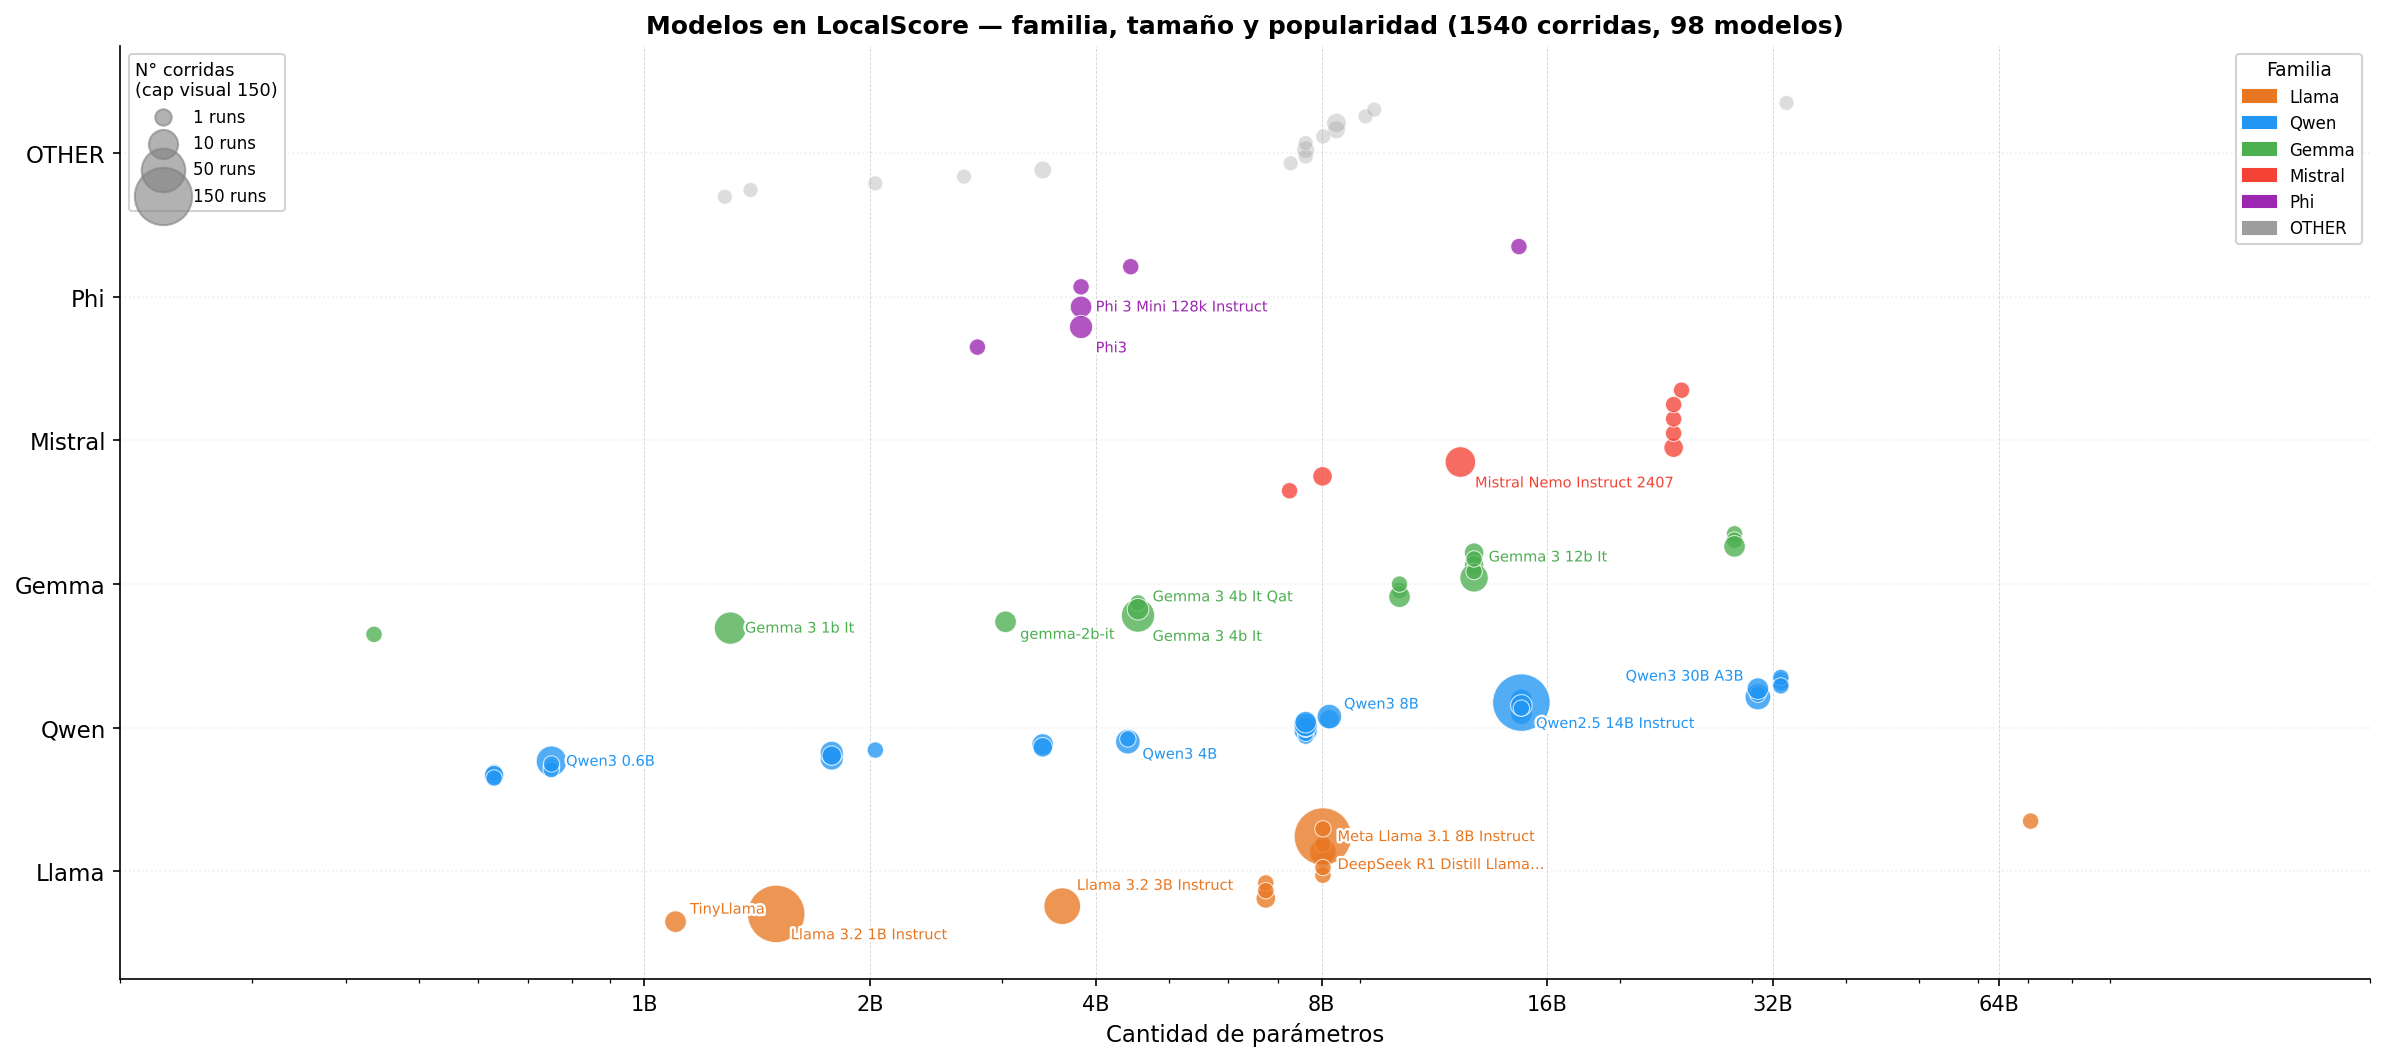 Modelos en LocalScore — familia, tamaño y popularidad (1540 corridas, 98 modelos)
N° corridas
(cap visual 150)
1 runs
10 runs
50 runs
150 runs
Familia
Llama
Qwen
Gemma
Mistral
Phi
OTHER
OTHER
Phi
Phi 3 Mini 128k Instruct
Phi3
Mistral
Mistral Nemo Instruct 2407
Gemma
Gemma 3 12b It
Gemma 3 4b It Qat
Gemma 3 1b It
gemma-2b-it
Gemma 3 4b It
Qwen
Qwen3 30B A3B
Qwen3 8B
Qwen2.5 14B Instruct
Qwen3 4B
Qwen3 0.6B
Llama
Meta Llama 3.1 8B Instruct
DeepSeek R1 Distill Llama...
Llama 3.2 3B Instruct
TinyLlama
Llama 3.2 1B Instruct
1B
2B
4B
8B
16B
32B
64B
Cantidad de parámetros